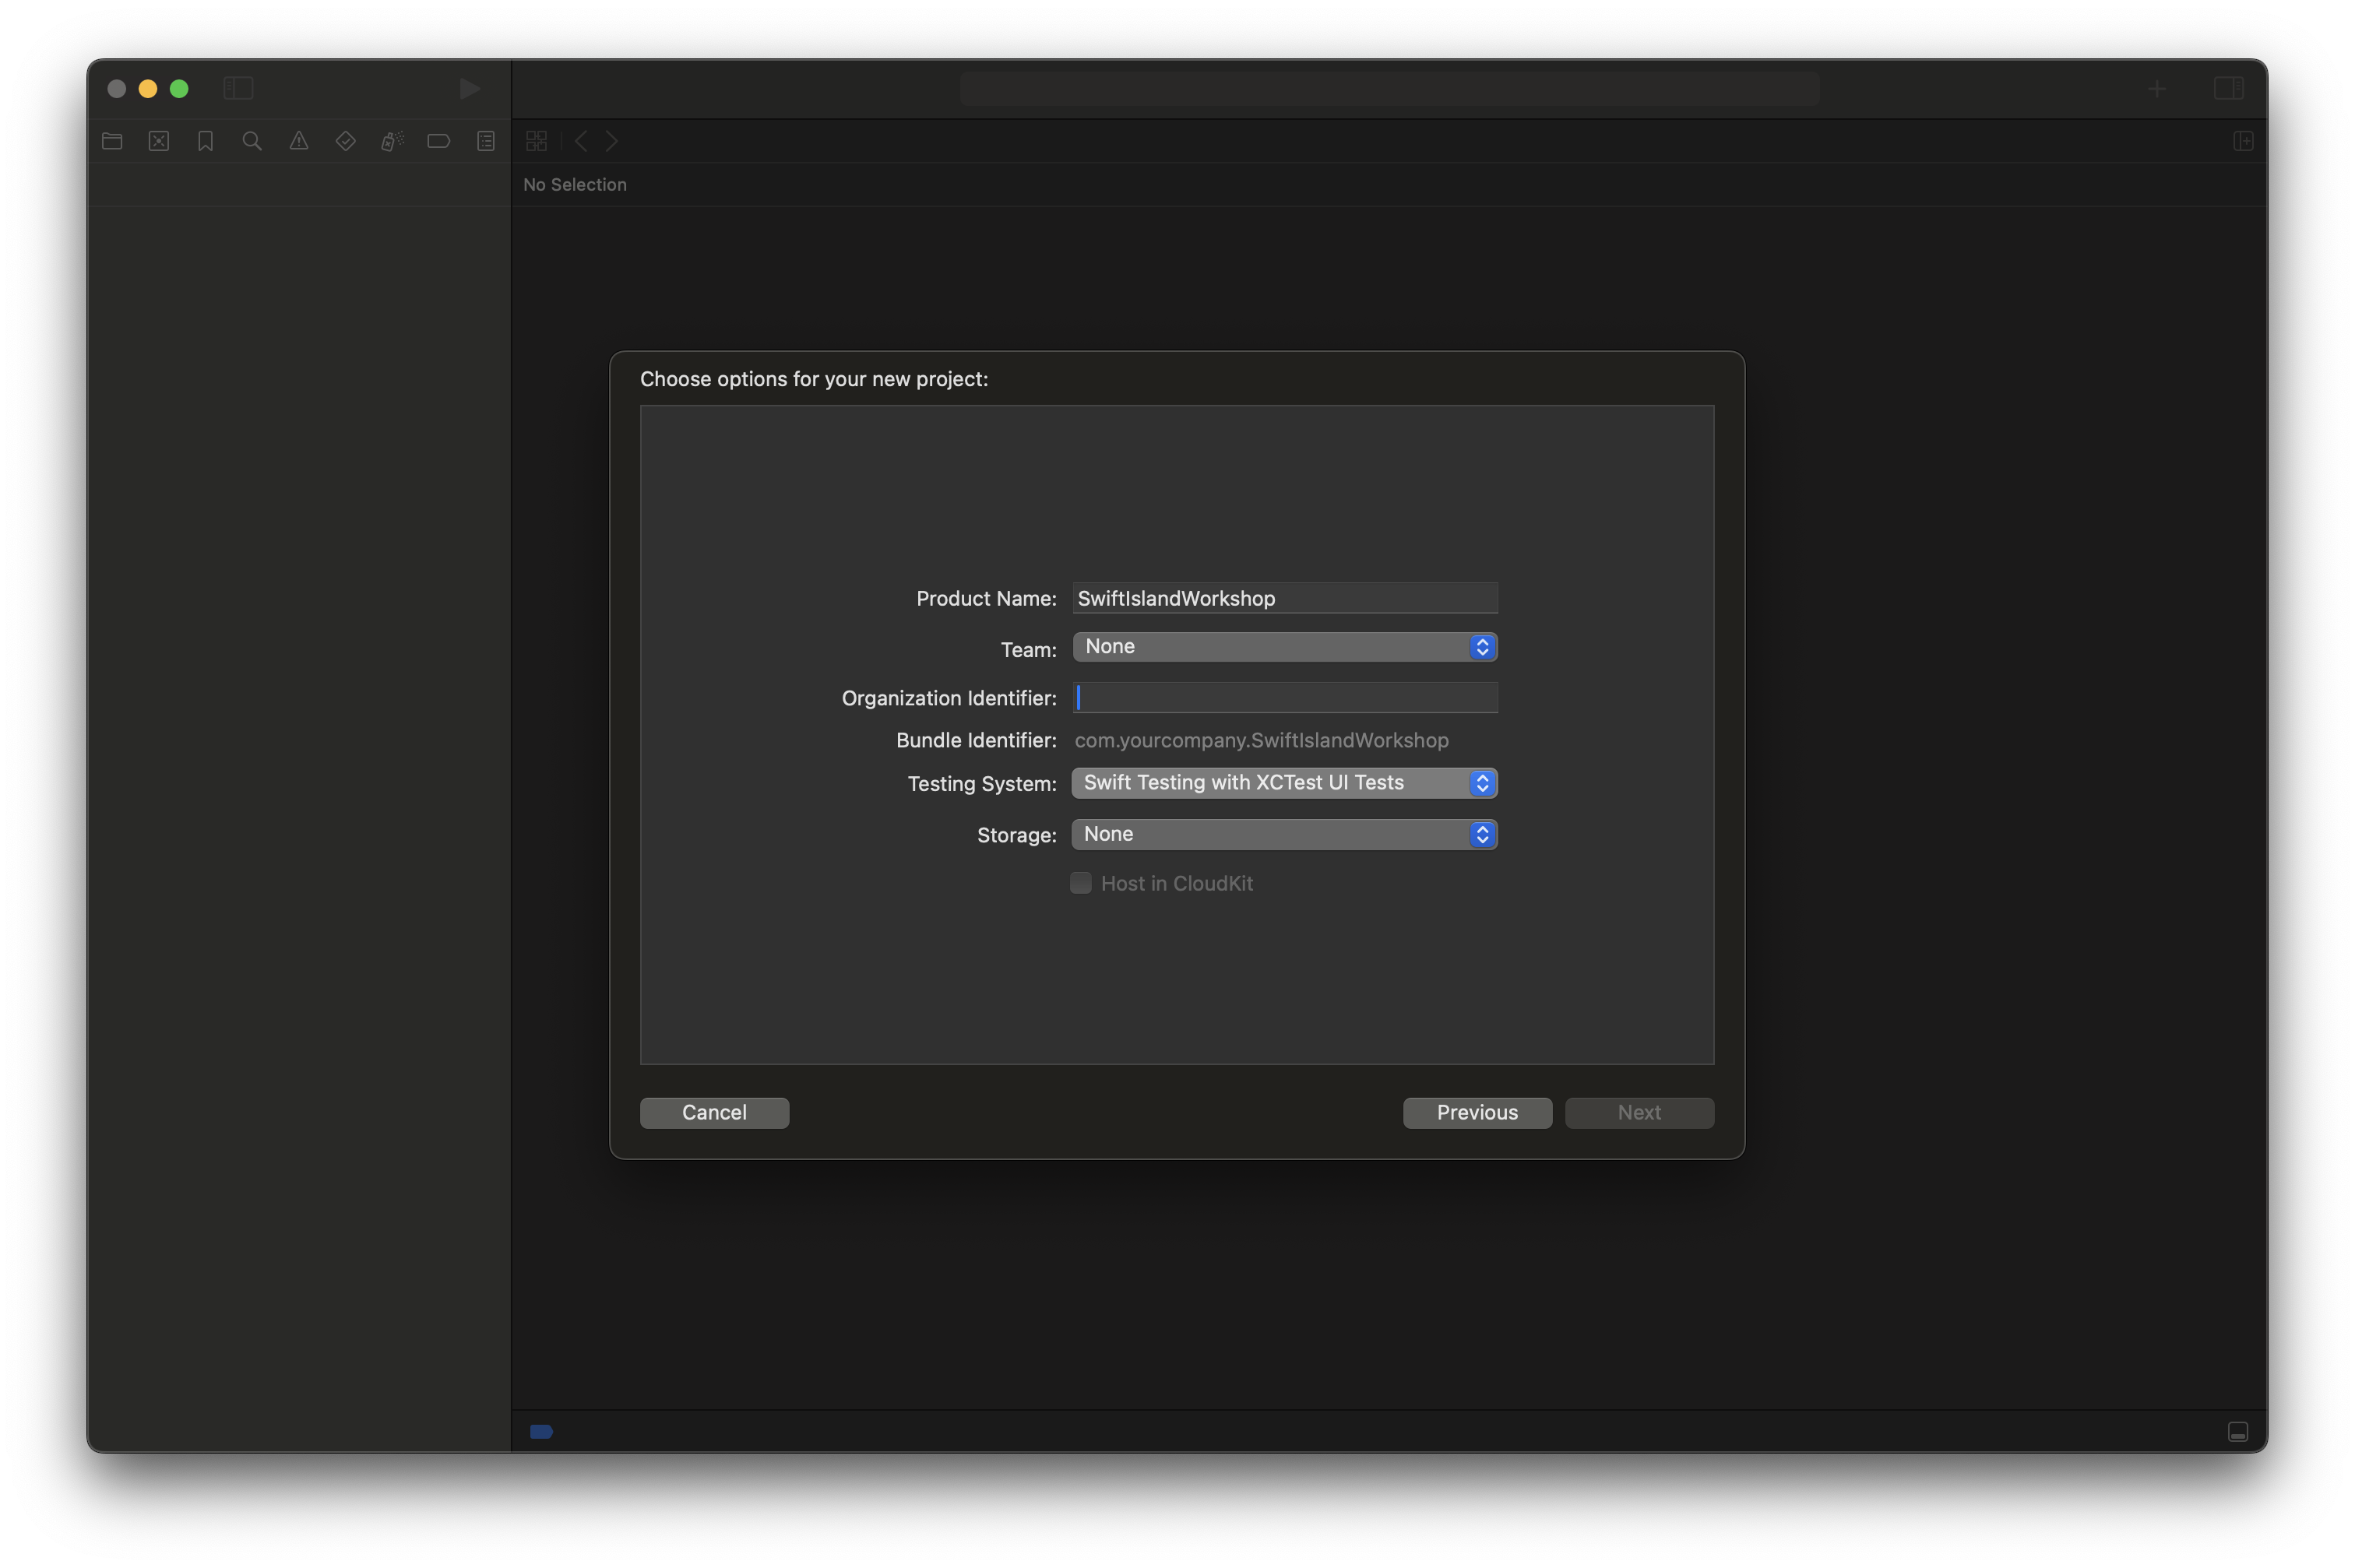 No Selection
Choose options for your new project:
Product Name: SwiftIslandWorkshop
Team: None
Organization Identifier:
Bundle Identifier: com.yourcompany.SwiftIslandWorkshop
Testing System: Swift Testing with XCTest UI Tests
Storage: None
Host in CloudKit
Cancel Previous Next